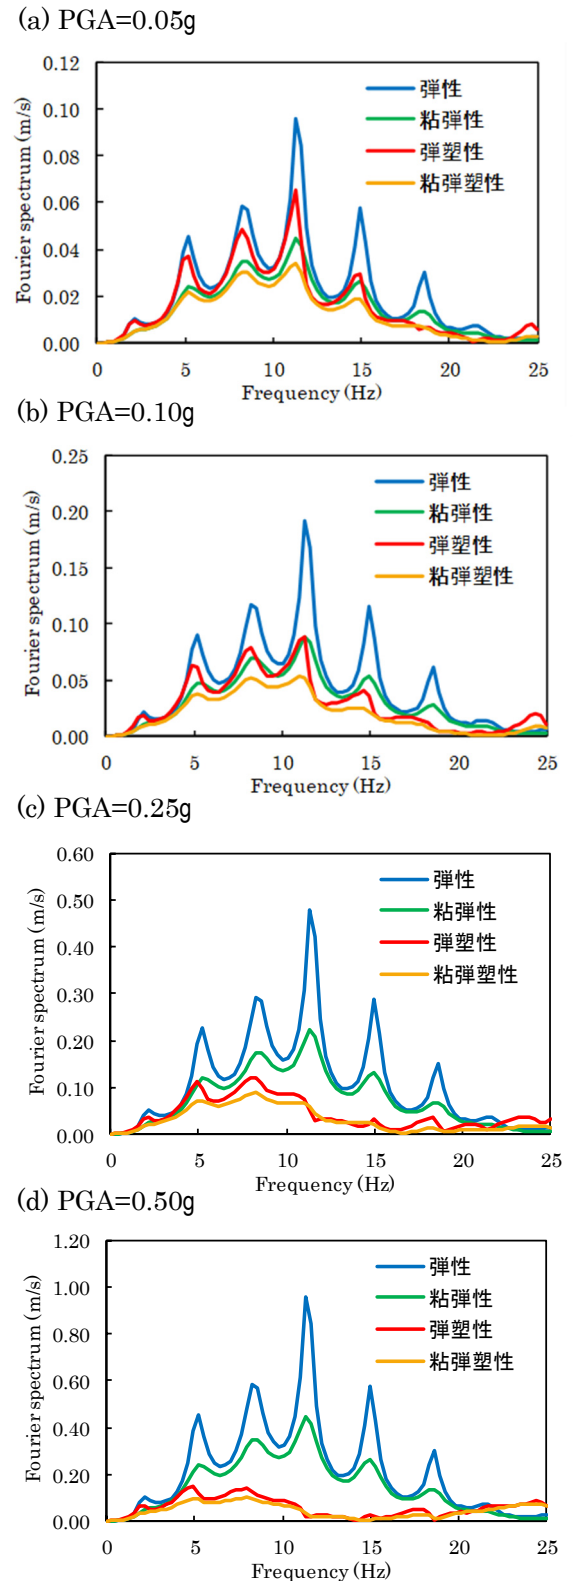 (a) PGA=0.05g
0.12
0.10
0.08
0.06
0.04
0.02
0.00
Fourier spectrum (m/s)
弾性
粘弾性
弾塑性
粘弾塑性
0 5 10 15 20 25
Frequency (Hz)
(b) PGA=0.10g
0.25
0.20
0.15
0.10
0.05
0.00
Fourier spectrum (m/s)
弾性
粘弾性
弾塑性
粘弾塑性
0 5 10 15 20 25
Frequency (Hz)
(c) PGA=0.25g
0.60
0.50
0.40
0.30
0.20
0.10
0.00
Fourier spectrum (m/s)
弾性
粘弾性
弾塑性
粘弾塑性
0 5 10 15 20 25
Frequency (Hz)
(d) PGA=0.50g
1.20
1.00
0.80
0.60
0.40
0.20
0.00
Fourier spectrum (m/s)
弾性
粘弾性
弾塑性
粘弾塑性
0 5 10 15 20 25
Frequency (Hz)